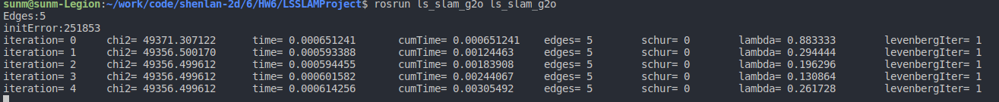 sunm@sunm-Legion:~/work/code/shenlan-2d/6/HW6/LSSLAMProject$ rosrun ls_slam_g2o ls_slam_g2o
Edges:5
initError:251853
iteration= 0     chi2= 49371.307122      time= 0.000651241       cumTime= 0.000651241    edges= 5        schur= 0        lambda= 0.883333        levenbergIter= 1
iteration= 1     chi2= 49356.500170      time= 0.000593388       cumTime= 0.00124463     edges= 5        schur= 0        lambda= 0.294444        levenbergIter= 1
iteration= 2     chi2= 49356.499612      time= 0.000594455       cumTime= 0.00183908     edges= 5        schur= 0        lambda= 0.196296        levenbergIter= 1
iteration= 3     chi2= 49356.499612      time= 0.000601582       cumTime= 0.00244067     edges= 5        schur= 0        lambda= 0.130864        levenbergIter= 1
iteration= 4     chi2= 49356.499612      time= 0.000614256       cumTime= 0.00305492     edges= 5        schur= 0        lambda= 0.261728        levenbergIter= 1